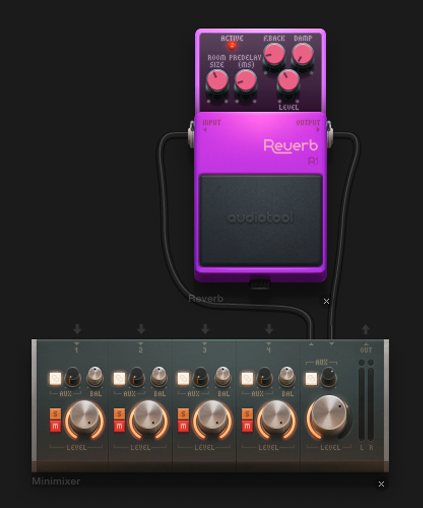 ACTIVE
F.BACK DAMP
ROOM SIZE PREDELAY (MS)
LEVEL
INPUT OUTPUT
Reverb
audiotool
Reverb x
1 2 3 4 AUX OUT
AUX BAL AUX BAL AUX BAL AUX BAL
S S S S
M M M M
LEVEL LEVEL LEVEL LEVEL LEVEL L R
Minimixer x